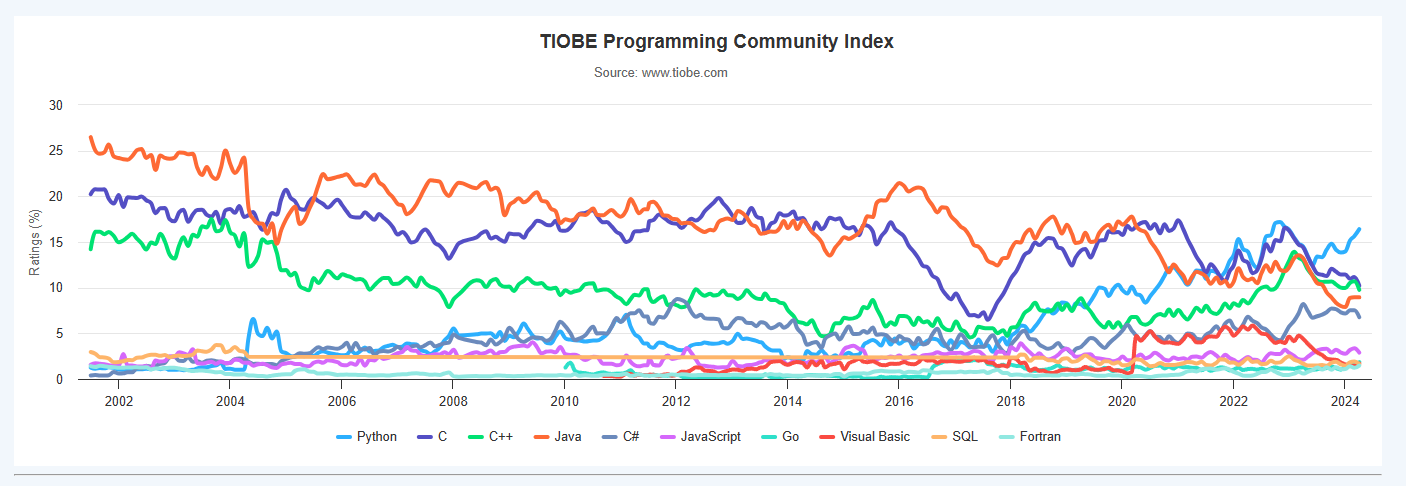 TIOBE Programming Community Index
Source: www.tiobe.com
Ratings (%)
30
25
20
15
10
5
0
2002 2004 2006 2008 2010 2012 2014 2016 2018 2020 2022 2024
Python C C++ Java C# JavaScript Go Visual Basic SQL Fortran